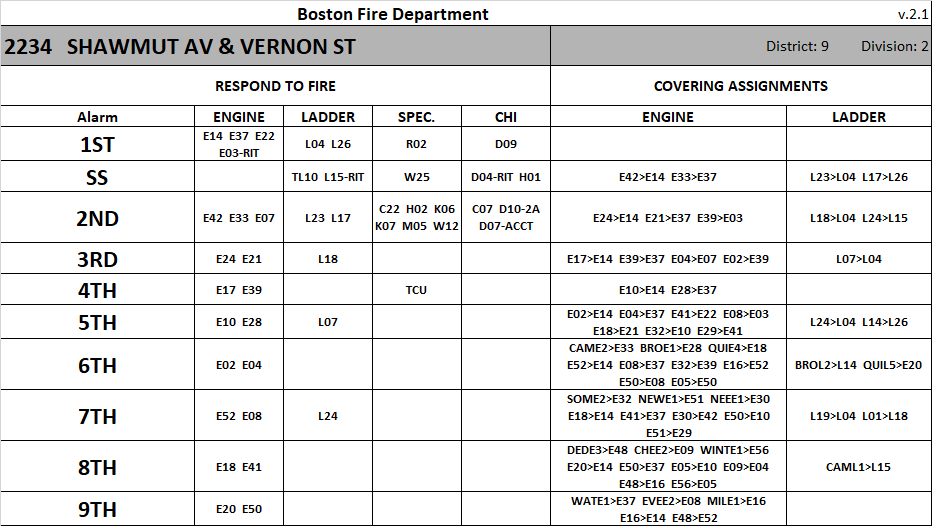 Boston Fire Department v.2.1
2234 SHAWMUT AV & VERNON ST District: 9 Division: 2
RESPOND TO FIRE COVERING ASSIGNMENTS
Alarm ENGINE LADDER SPEC. CHI ENGINE LADDER
1ST
E14 E37 E22
E03-RIT
L04 L26
R02
D09
SS
TL10 L15-RIT
W25
D04-RIT H01
E42>E14 E33>E37
L23>L04 L17>L26
2ND
E42 E33 E07
L23 L17
C22 H02 K06
K07 M05 W12
C07 D10-2A
D07-ACCT
E24>E14 E21>E37 E39>E03
L18>L04 L24>L15
3RD
E24 E21
L18
E17>E14 E39>E37 E04>E07 E02>E39
L07>L04
4TH
E17 E39
TCU
E10>E14 E28>E37
5TH
E10 E28
L07
E02>E14 E04>E37 E41>E22 E08>E03
E18>E21 E32>E10 E29>E41
L24>L04 L14>L26
6TH
E02 E04
CAME2>E33 BROE1>E28 QUIE4>E18
E52>E14 E08>E37 E32>E39 E16>E52
E50>E08 E05>E50
BROL2>L14 QUIL5>E20
7TH
E52 E08
L24
SOME2>E32 NEWE1>E51 NEEE1>E30
E18>E14 E41>E37 E30>E42 E50>E10
E51>E29
L19>L04 L01>L18
8TH
E18 E41
DEDE3>E48 CHEE2>E09 WINTE1>E56
E20>E14 E50>E37 E05>E10 E09>E04
E48>E16 E56>E05
CAML1>L15
9TH
E20 E50
WATE1>E37 EVEE2>E08 MILE1>E16
E16>E14 E48>E52